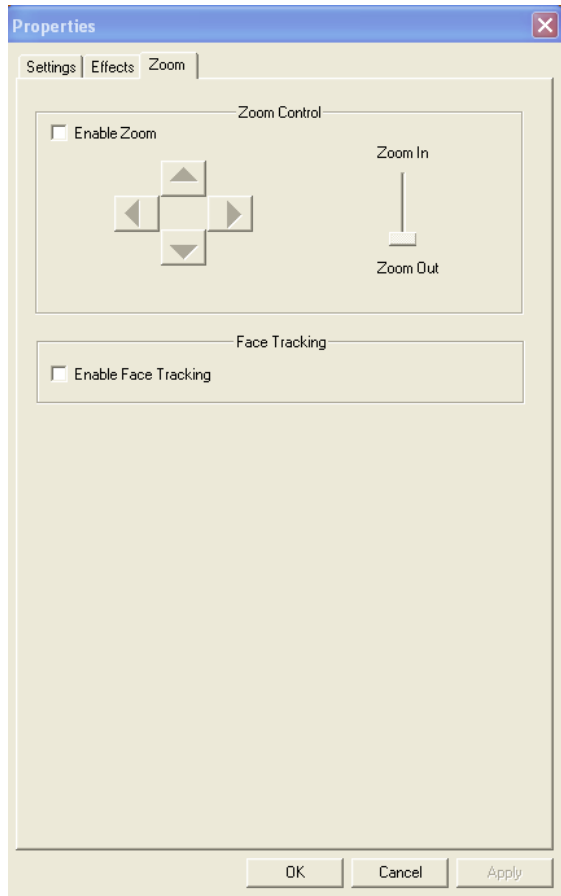 Properties
Settings Effects Zoom
Zoom Control
Enable Zoom
Zoom In
Zoom Out
Face Tracking
Enable Face Tracking
OK Cancel Apply